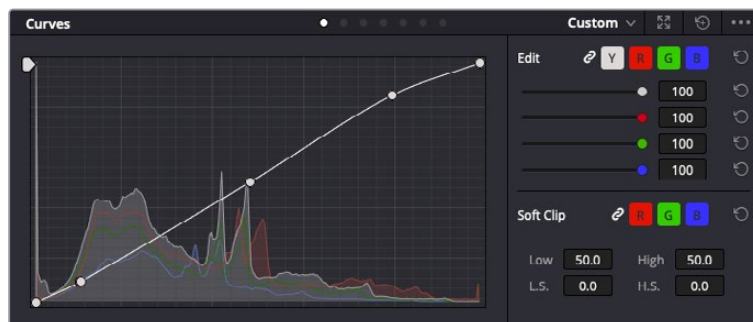 Curves
Custom
Edit
Y
R
G
B
100
100
100
100
Soft Clip
R
G
B
Low 50.0 High 50.0
L.S. 0.0 H.S. 0.0